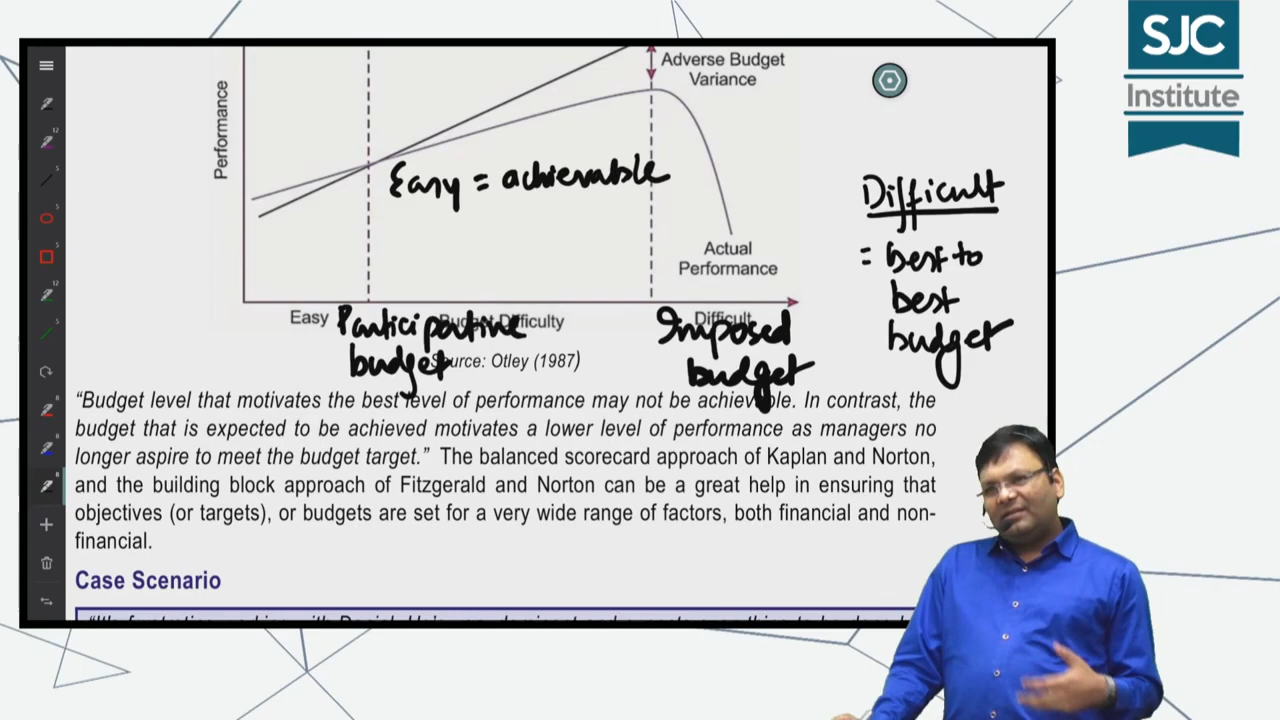 SJC
Institute
Adverse Budget
Variance
Performance
Easy = achievable
Difficult
= best to
best
budget
Actual
Performance
Easy
Participative
budget
Budget Difficulty
Difficult
Imposed
budget
Source: Otley (1987)
“Budget level that motivates the best level of performance may not be achievable. In contrast, the
budget that is expected to be achieved motivates a lower level of performance as managers no
longer aspire to meet the budget target.” The balanced scorecard approach of Kaplan and Norton,
and the building block approach of Fitzgerald and Norton can be a great help in ensuring that
objectives (or targets), or budgets are set for a very wide range of factors, both financial and non-
financial.
Case Scenario